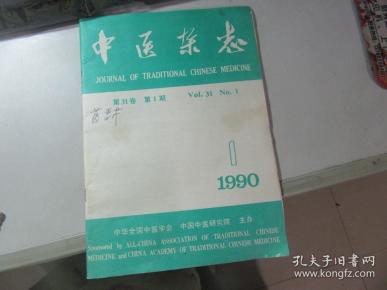 中医杂志
JOURNAL OF TRADITIONAL CHINESE MEDICINE
第31卷 第1期 Vol. 31 No. 1
1
1990
中华全国中医学会 中国中医研究院 主办
Sponsored by ALL-CHINA ASSOCIATION OF TRADITIONAL CHINESE
MEDICINE and CHINA ACADEMY OF TRADITIONAL CHINESE MEDICINE
孔夫子旧书网